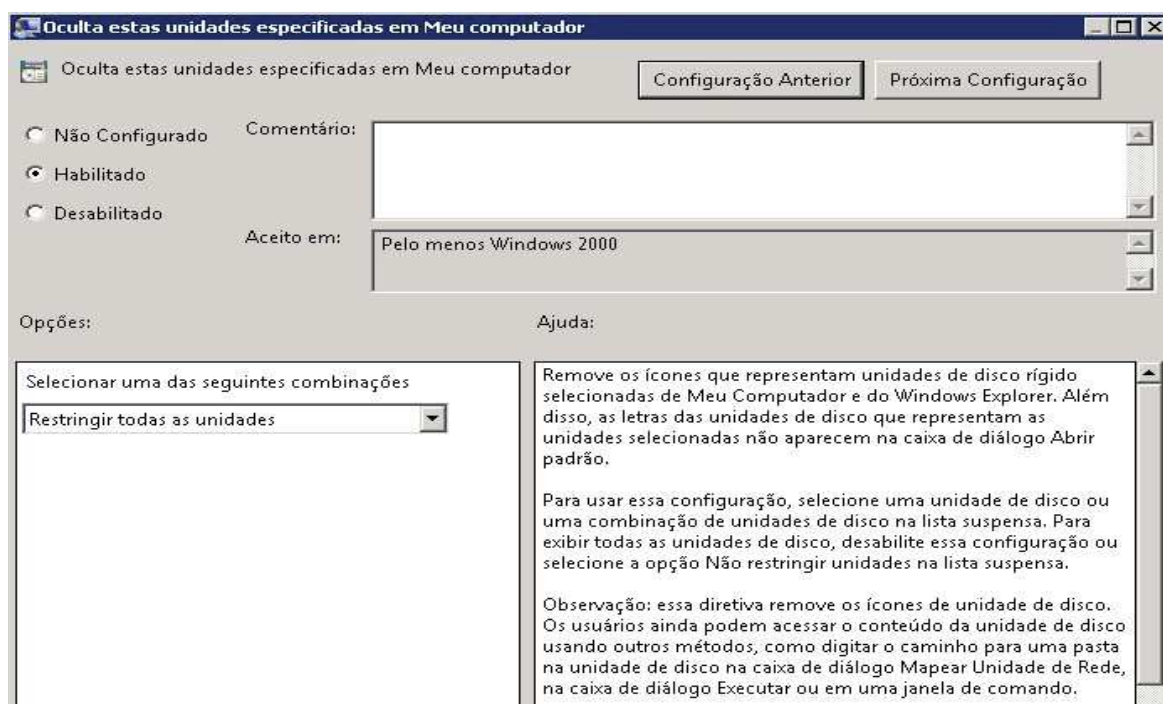 Oculta estas unidades especificadas em Meu computador
Oculta estas unidades especificadas em Meu computador
Configuração Anterior
Próxima Configuração
Não Configurado
Habilitado
Desabilitado
Comentário:
Aceito em:
Pelo menos Windows 2000
Opções:
Ajuda:
Selecionar uma das seguintes combinações
Restringir todas as unidades
Remove os ícones que representam unidades de disco rígido
selecionadas de Meu Computador e do Windows Explorer. Além
disso, as letras das unidades de disco que representam as
unidades selecionadas não aparecem na caixa de diálogo Abrir
padrão.
Para usar essa configuração, selecione uma unidade de disco ou
uma combinação de unidades de disco na lista suspensa. Para
exibir todas as unidades de disco, desabilite essa configuração ou
selecione a opção Não restringir unidades na lista suspensa.
Observação: essa diretiva remove os ícones de unidade de disco.
Os usuários ainda podem acessar o conteúdo da unidade de disco
usando outros métodos, como digitar o caminho para uma pasta
na unidade de disco na caixa de diálogo Mapear Unidade de Rede,
na caixa de diálogo Executar ou em uma janela de comando.